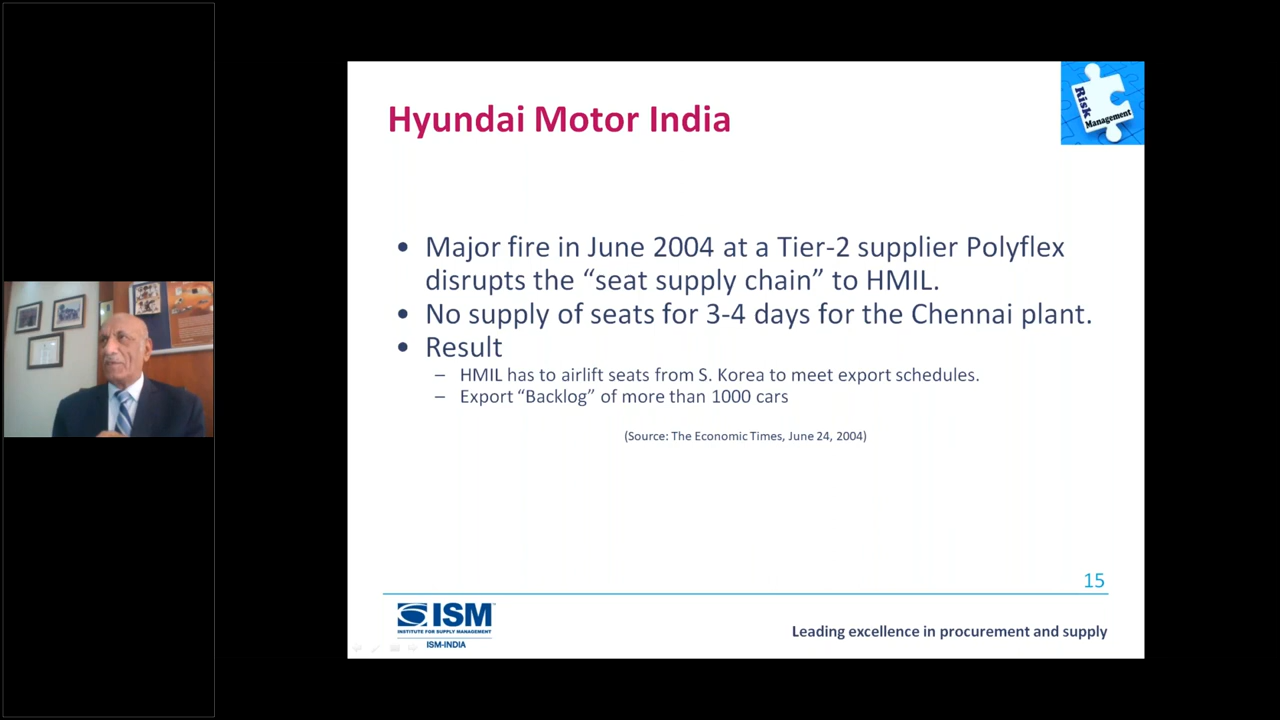 Risk
Management
Hyundai Motor India
• Major fire in June 2004 at a Tier-2 supplier Polyflex
disrupts the “seat supply chain” to HMIL.
• No supply of seats for 3-4 days for the Chennai plant.
• Result
– HMIL has to airlift seats from S. Korea to meet export schedules.
– Export “Backlog” of more than 1000 cars
(Source: The Economic Times, June 24, 2004)
15
ISM
INSTITUTE FOR SUPPLY MANAGEMENT
ISM-INDIA
Leading excellence in procurement and supply